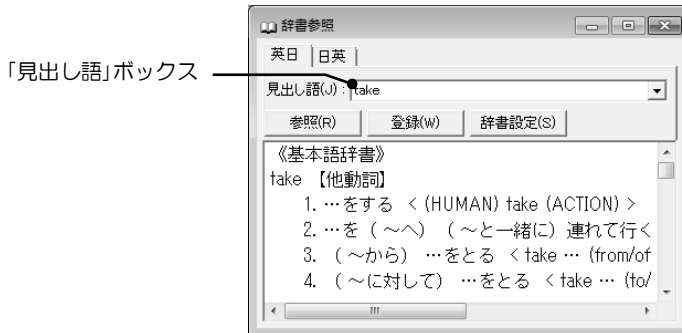 辞書参照
英日 日英
「見出し語」ボックス
見出し語(J) : take
参照(R) 登録(W) 辞書設定(S)
《基本語辞書》
take 【他動詞】
1. …をする < (HUMAN) take (ACTION) >
2. …を (～へ) (～と一緒に) 連れて行く
3. (～から) …をとる < take … (from/of
4. (～に対して) …をとる < take … (to/